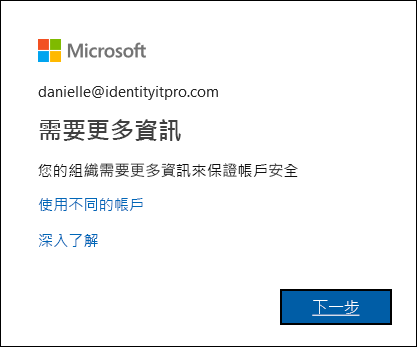 Microsoft
danielle@identityitpro.com
需要更多資訊
您的組織需要更多資訊來保證帳戶安全
使用不同的帳戶
深入了解
下一步